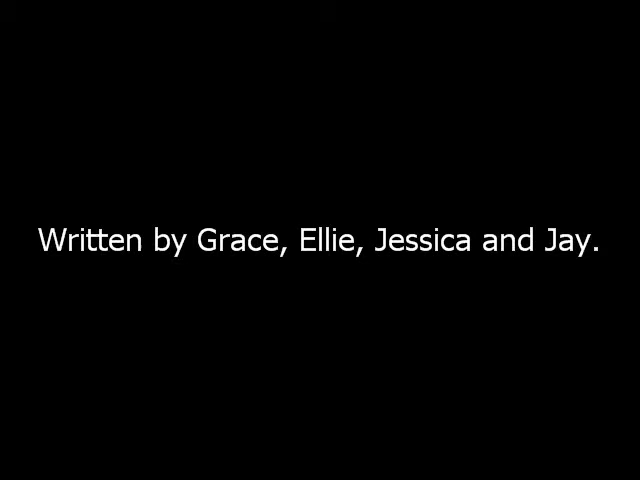 Written by Grace, Ellie, Jessica and Jay.